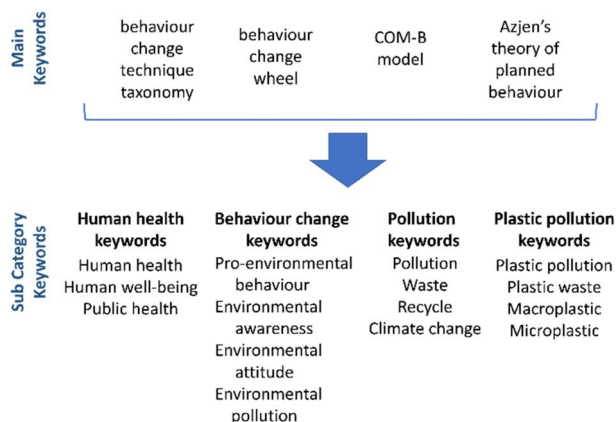 Main
Keywords
behaviour
change
technique
taxonomy
behaviour
change
wheel
COM-B
model
Azjen's
theory of
planned
behaviour
Sub Category
Keywords
Human health
keywords
Human health
Human well-being
Public health
Behaviour change
keywords
Pro-environmental
behaviour
Environmental
awareness
Environmental
attitude
Environmental
pollution
Pollution
keywords
Pollution
Waste
Recycle
Climate change
Plastic pollution
keywords
Plastic pollution
Plastic waste
Macroplastic
Microplastic